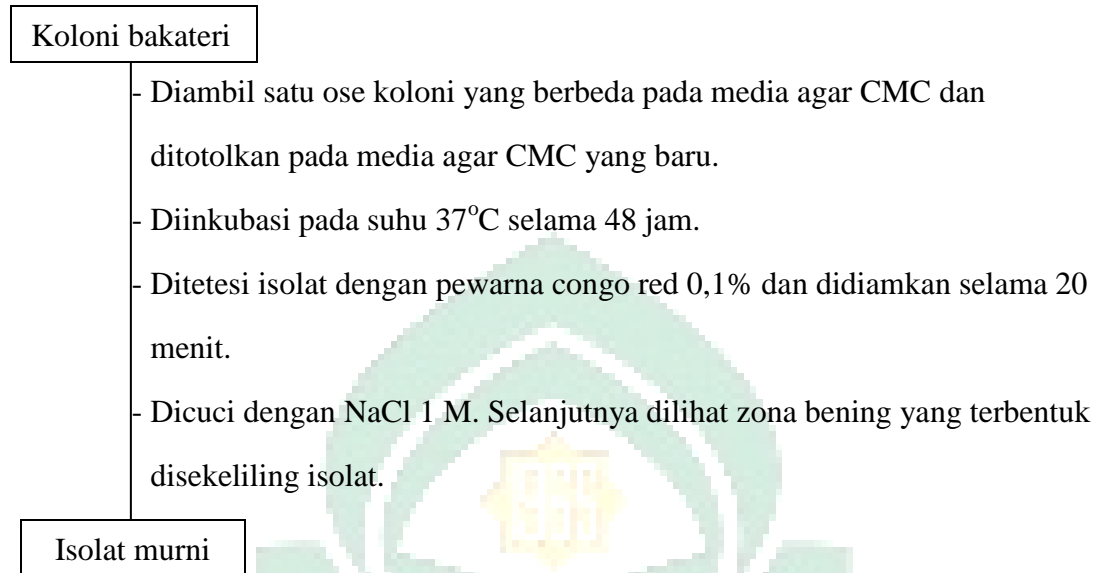 Koloni bakateri
- Diambil satu ose koloni yang berbeda pada media agar CMC dan
ditotolkan pada media agar CMC yang baru.
- Diinkubasi pada suhu 37°C selama 48 jam.
- Ditetesi isolat dengan pewarna congo red 0,1% dan didiamkan selama 20
menit.
- Dicuci dengan NaCl 1 M. Selanjutnya dilihat zona bening yang terbentuk
disekeliling isolat.
Isolat murni